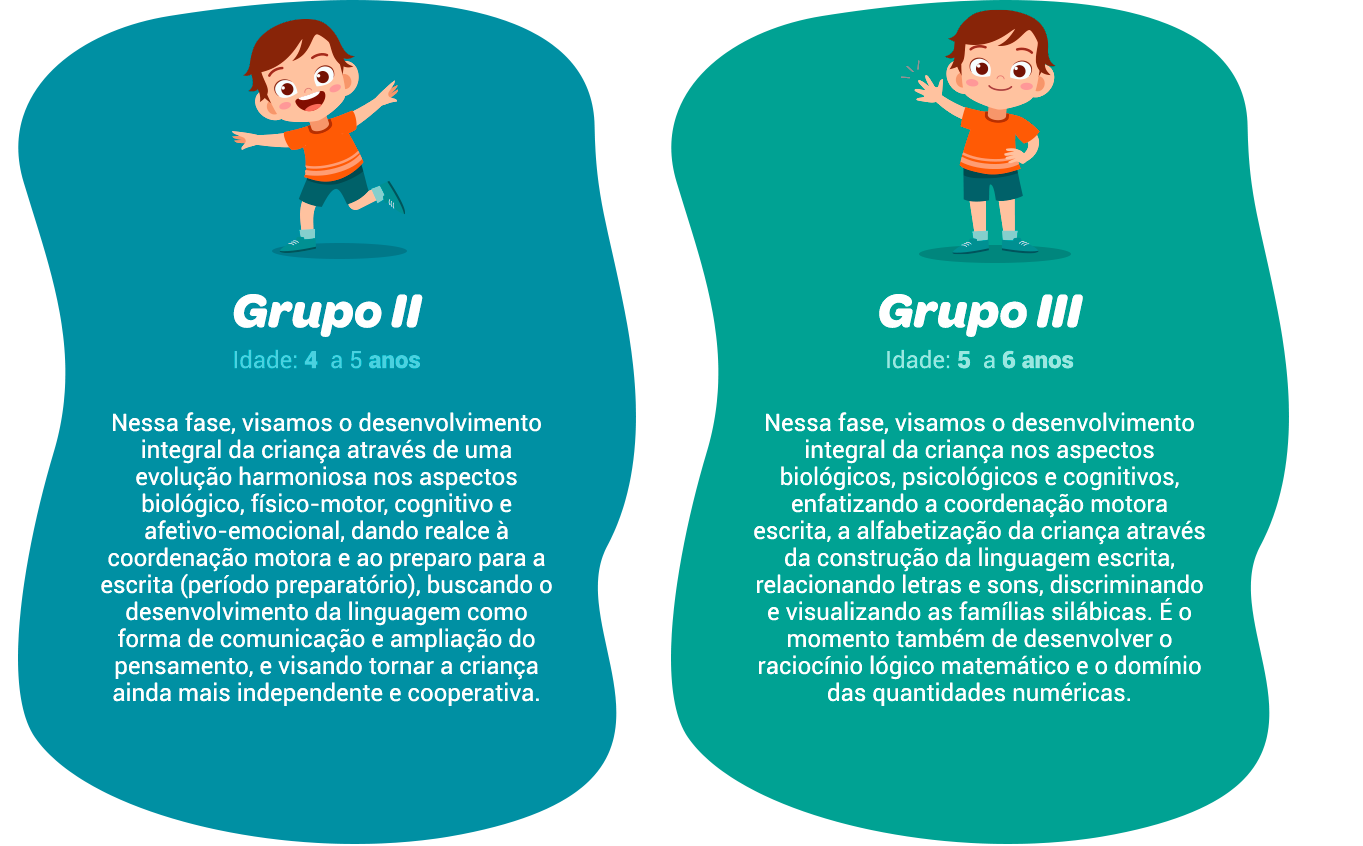 Grupo II
Idade: 4 a 5 anos
Nessa fase, visamos o desenvolvimento
integral da criança através de uma
evolução harmoniosa nos aspectos
biológico, físico-motor, cognitivo e
afetivo-emocional, dando realce à
coordenação motora e ao preparo para a
escrita (período preparatório), buscando o
desenvolvimento da linguagem como
forma de comunicação e ampliação do
pensamento, e visando tornar a criança
ainda mais independente e cooperativa.
Grupo III
Idade: 5 a 6 anos
Nessa fase, visamos o desenvolvimento
integral da criança nos aspectos
biológicos, psicológicos e cognitivos,
enfatizando a coordenação motora
escrita, a alfabetização da criança através
da construção da linguagem escrita,
relacionando letras e sons, discriminando
e visualizando as famílias silábicas. É o
momento também de desenvolver o
raciocínio lógico matemático e o domínio
das quantidades numéricas.